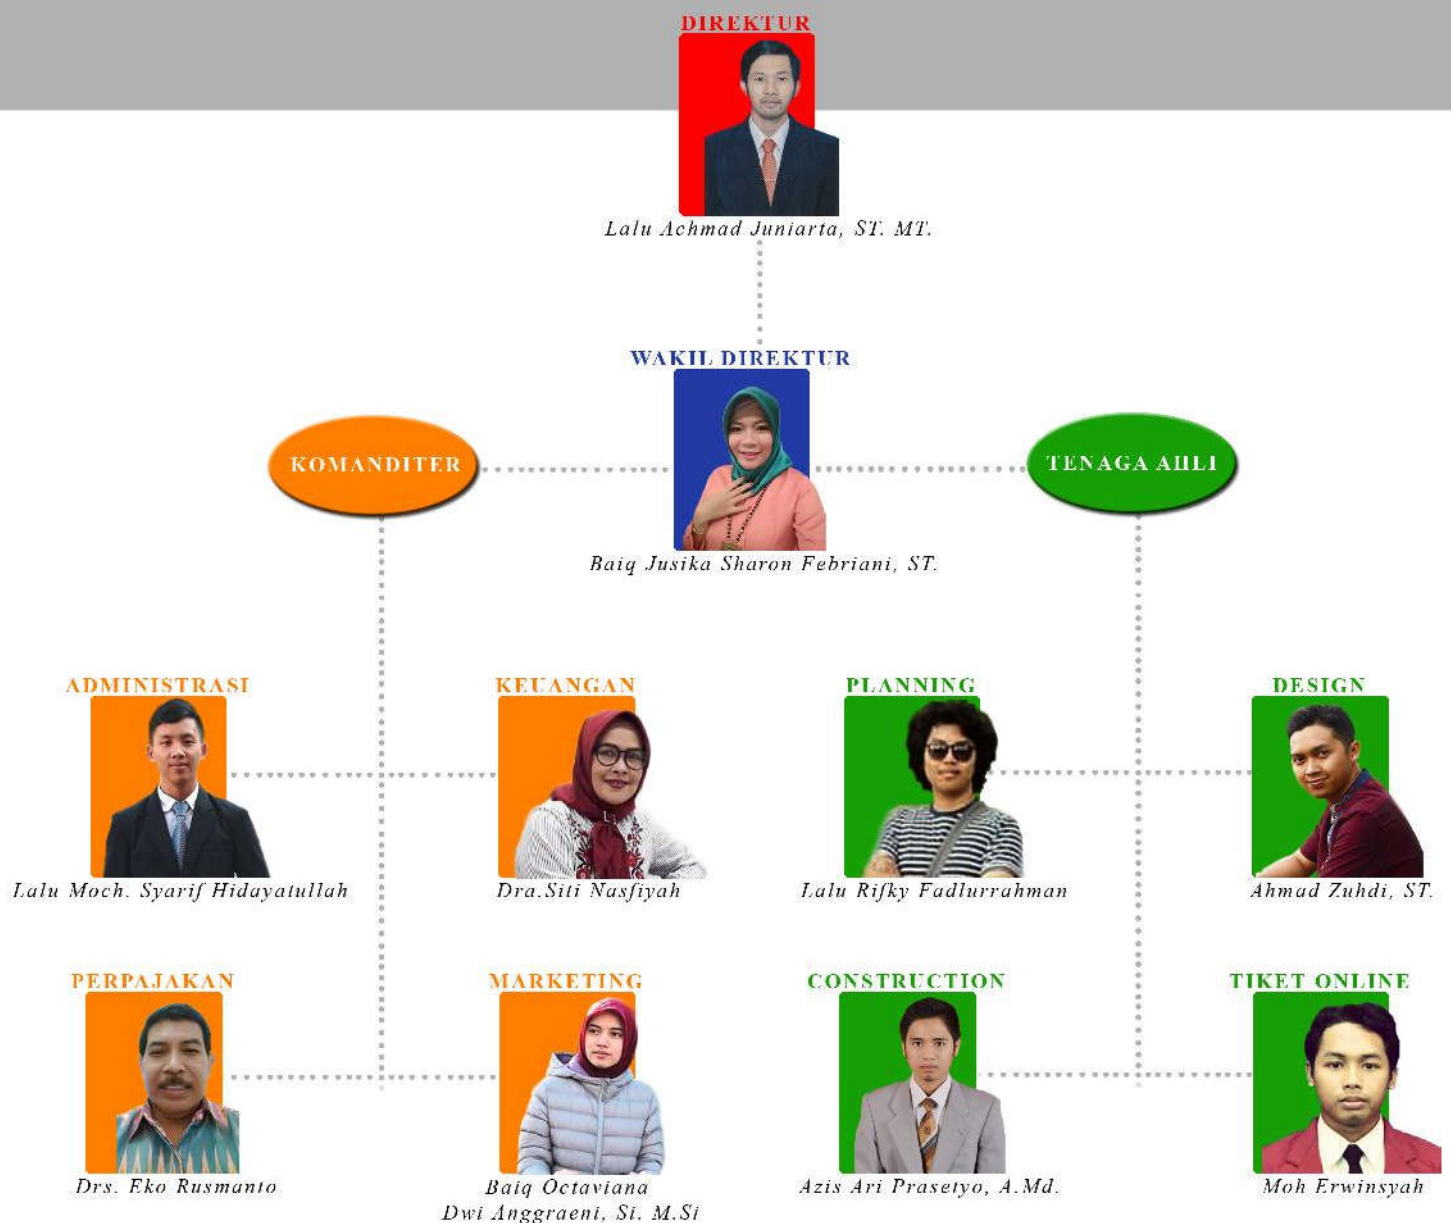 DIREKTUR
Lalu Achmad Juniarta, ST. MT.
WAKIL DIREKTUR
KOMANDITER
TENAGA AHLI
Baiq Jusika Sharon Febriani, ST.
ADMINISTRASI
KEUANGAN
PLANNING
DESIGN
Lalu Moch. Syarif Hidayatullah
Dra.Siti Nasfiyah
Lalu Rifky Fadlurrahman
Ahmad Zuhdi, ST.
PERPAJAKAN
MARKETING
CONSTRUCTION
TIKET ONLINE
Drs. Eko Rusmanto
Baiq Octaviana
Dwi Anggraeni, Si. M.Si
Azis Ari Prasetyo, A.Md.
Moh Erwinsyah